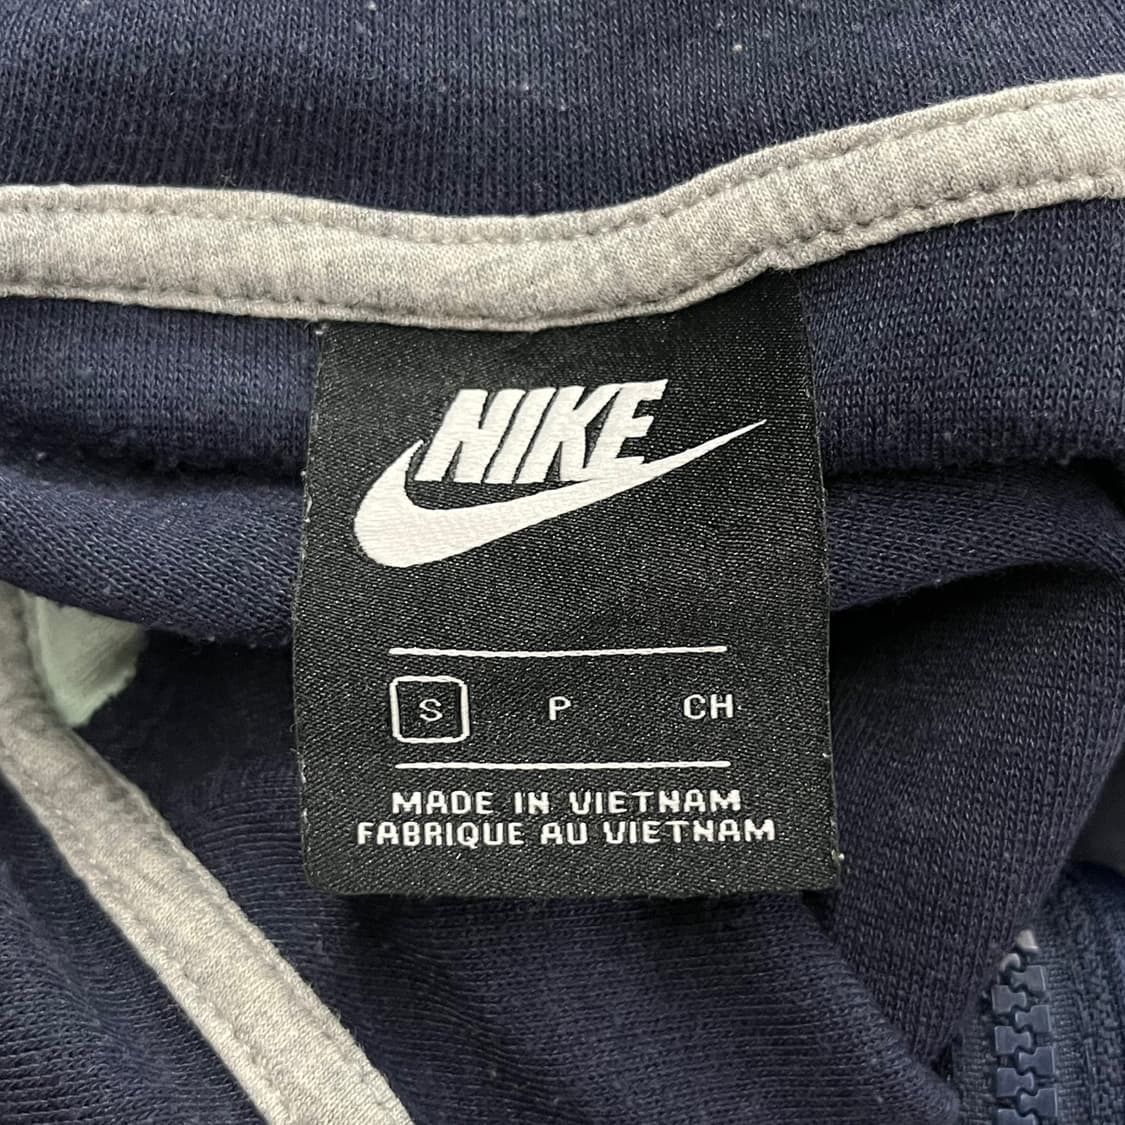 NIKE
S P CH
MADE IN VIETNAM
FABRIQUE AU VIETNAM